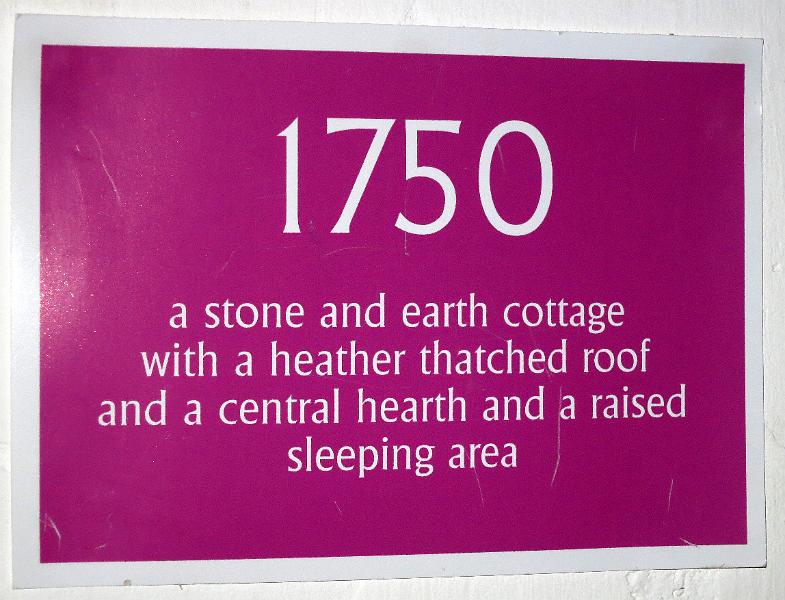 1750
a stone and earth cottage
with a heather thatched roof
and a central hearth and a raised
sleeping area